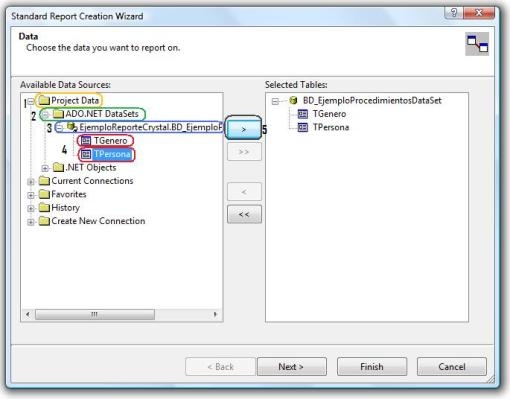 Standard Report Creation Wizard
Data
Choose the data you want to report on.
Available Data Sources:
Selected Tables:
1 Project Data
2 ADO.NET DataSets
3 EjemploReporteCrystal.BD_EjemploP
TGenero
4
TPersona
.NET Objects
Current Connections
Favorites
History
Create New Connection
> 5
>>
<
<<
BD_EjemploProcedimientosDataSet
TGenero
TPersona
< Back
Next >
Finish
Cancel